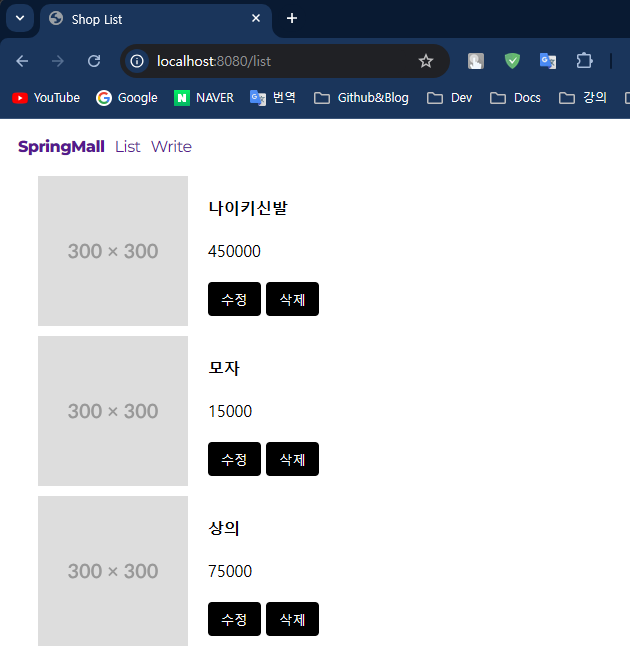 Shop List
localhost:8080/list
YouTube Google NAVER 번역 Github&Blog Dev Docs 강의
SpringMall List Write
300 × 300
나이키신발
450000
수정 삭제
300 × 300
모자
15000
수정 삭제
300 × 300
상의
75000
수정 삭제